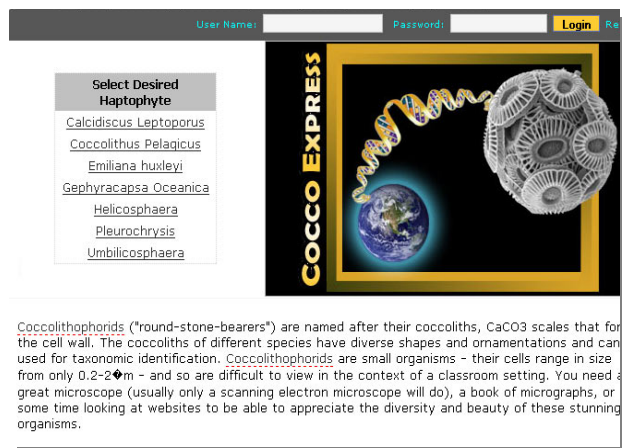 User Name: Password: Login Re
Select Desired
Haptophyte
Calcidiscus Leptoporus
Coccolithus Pelagicus
Emiliana huxleyi
Gephyracapsa Oceanica
Helicosphaera
Pleurochrysis
Umbilicosphaera
COCCO EXPRESS
Coccolithophorids ("round-stone-bearers") are named after their coccoliths, CaCO3 scales that for
the cell wall. The coccoliths of different species have diverse shapes and ornamentations and can
used for taxonomic identification. Coccolithophorids are small organisms - their cells range in size
from only 0.2-2�m - and so are difficult to view in the context of a classroom setting. You need a
great microscope (usually only a scanning electron microscope will do), a book of micrographs, or
some time looking at websites to be able to appreciate the diversity and beauty of these stunning
organisms.